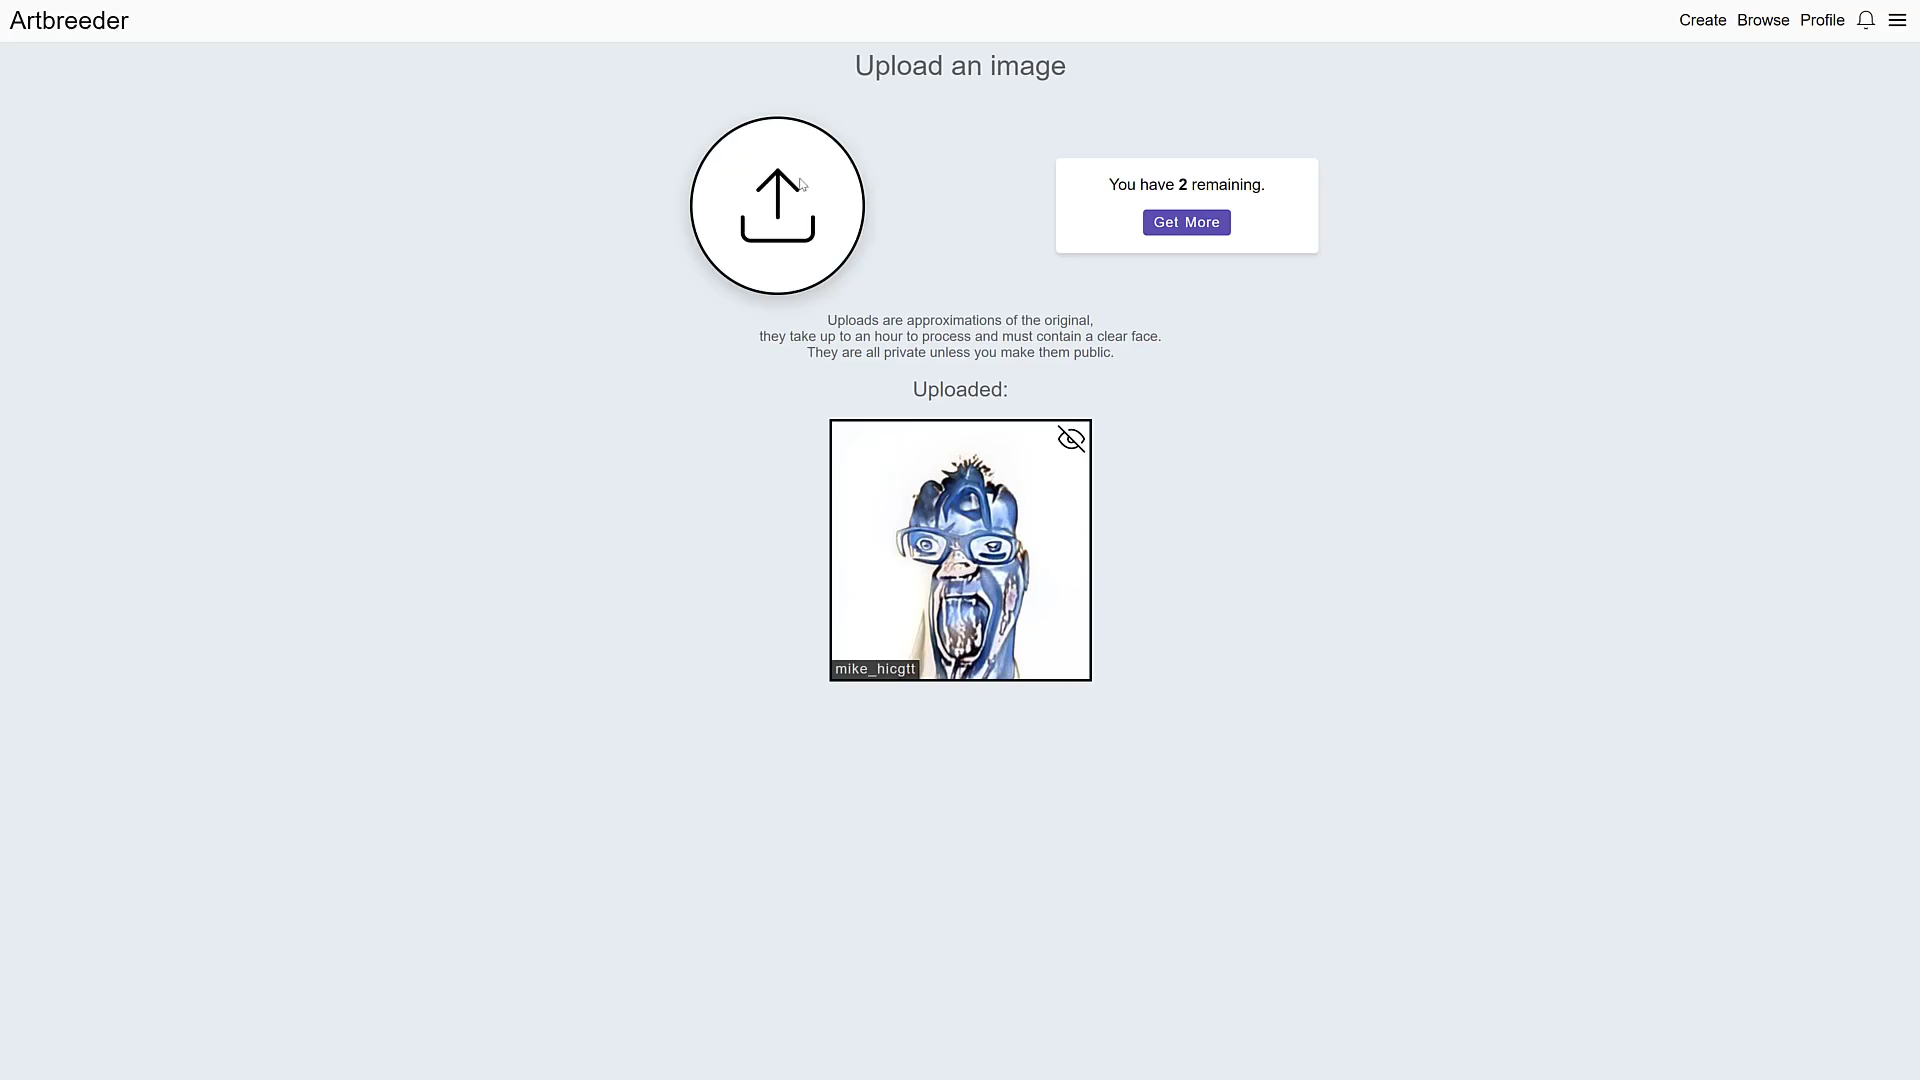 Artbreeder
Create Browse Profile
Upload an image
You have 2 remaining.
Get More
Uploads are approximations of the original,
they take up to an hour to process and must contain a clear face.
They are all private unless you make them public.
Uploaded:
mike_hicgtt